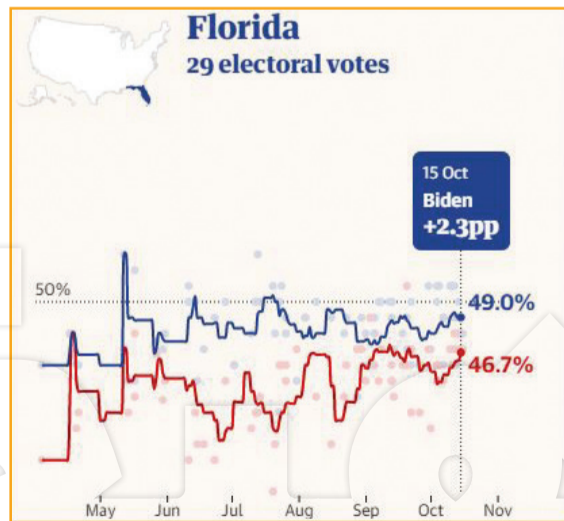 Florida
29 electoral votes
15 Oct
Biden
+2.3pp
50%
49.0%
46.7%
May Jun Jul Aug Sep Oct Nov